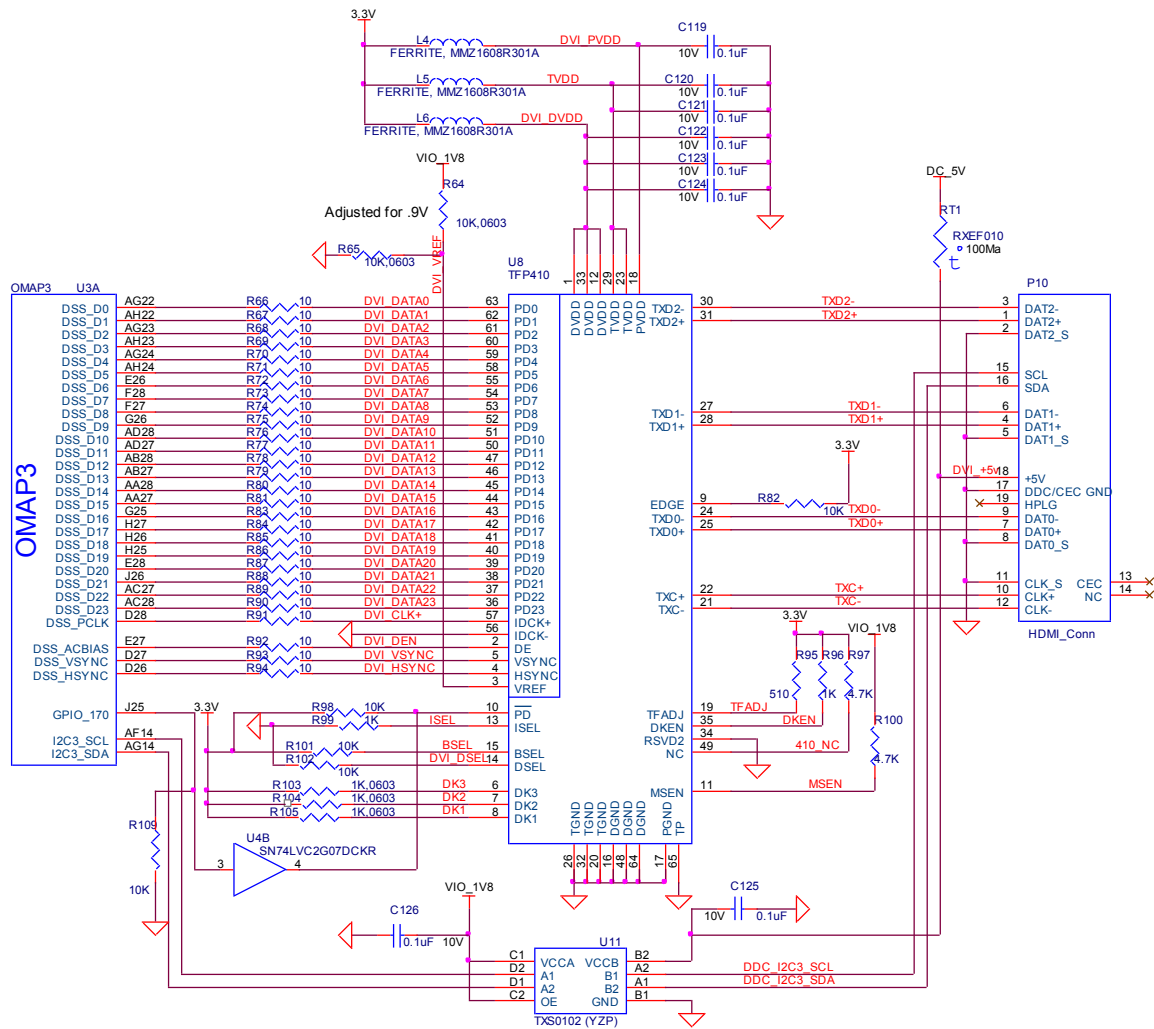 3.3V
L4 DVI_PVDD C119
FERRITE, MMZ1608R301A 10V 0.1uF
L5 TVDD C120
FERRITE, MMZ1608R301A 10V 0.1uF
C121
10V 0.1uF
L6 DVI_DVDD C122
FERRITE, MMZ1608R301A 10V 0.1uF
C123
10V 0.1uF
C124
10V 0.1uF
VIO_1V8
R64
10K,0603
Adjusted for .9V
R65
10K,0603
DVI_VREF
DC_5V
RT1
RXEF010
100Ma
t
U8
TFP410
1 33 12 29 23 18
DVDD DVDD DVDD TVDD TVDD PVDD
OMAP3 U3A
OMAP3
DSS_D0 AG22 R66 10 DVI_DATA0 63 PD0
DSS_D1 AH22 R67 10 DVI_DATA1 62 PD1
DSS_D2 AG23 R68 10 DVI_DATA2 61 PD2
DSS_D3 AH23 R69 10 DVI_DATA3 60 PD3
DSS_D4 AG24 R70 10 DVI_DATA4 59 PD4
DSS_D5 AH24 R71 10 DVI_DATA5 58 PD5
DSS_D6 E26 R72 10 DVI_DATA6 55 PD6
DSS_D7 F28 R73 10 DVI_DATA7 54 PD7
DSS_D8 F27 R74 10 DVI_DATA8 53 PD8
DSS_D9 G26 R75 10 DVI_DATA9 52 PD9
DSS_D10 AD28 R76 10 DVI_DATA10 51 PD10
DSS_D11 AD27 R77 10 DVI_DATA11 50 PD11
DSS_D12 AB28 R78 10 DVI_DATA12 47 PD12
DSS_D13 AB27 R79 10 DVI_DATA13 46 PD13
DSS_D14 AA28 R80 10 DVI_DATA14 45 PD14
DSS_D15 AA27 R81 10 DVI_DATA15 44 PD15
DSS_D16 G25 R83 10 DVI_DATA16 43 PD16
DSS_D17 H27 R84 10 DVI_DATA17 42 PD17
DSS_D18 H26 R85 10 DVI_DATA18 41 PD18
DSS_D19 H25 R86 10 DVI_DATA19 40 PD19
DSS_D20 E28 R87 10 DVI_DATA20 39 PD20
DSS_D21 J26 R88 10 DVI_DATA21 38 PD21
DSS_D22 AC27 R89 10 DVI_DATA22 37 PD22
DSS_D23 AC28 R90 10 DVI_DATA23 36 PD23
DSS_PCLK D28 R91 10 DVI_CLK+ 57 IDCK+
56 IDCK-
DSS_ACBIAS E27 R92 10 DVI_DEN 2 DE
DSS_VSYNC D27 R93 10 DVI_VSYNC 5 VSYNC
DSS_HSYNC D26 R94 10 DVI_HSYNC 4 HSYNC
3 VREF
GPIO_170 J25
I2C3_SCL AF14
I2C3_SDA AG14
3.3V
R98 10K 10 PD
R99 1K ISEL 13 ISEL
R101 10K BSEL 15 BSEL
R102 10K DVI_DSEL 14 DSEL
R103 1K,0603 DK3 6 DK3
R104 1K,0603 DK2 7 DK2
R105 1K,0603 DK1 8 DK1
R109
10K
U4B
SN74LVC2G07DCKR
3 4
TXD2- 30 TXD2- 3 DAT2-
TXD2+ 31 TXD2+ 1 DAT2+
2 DAT2_S
P10
15 SCL
16 SDA
TXD1- 27 TXD1- 6 DAT1-
TXD1+ 28 TXD1+ 4 DAT1+
5 DAT1_S
3.3V
DVI_+5v 18 +5V
17 DDC/CEC GND
EDGE 9 R82 10K 19 HPLG
TXD0- 24 TXD0- 9 DAT0-
TXD0+ 25 TXD0+ 7 DAT0+
8 DAT0_S
11 CLK_S CEC 13
TXC+ 22 TXC+ 10 CLK+ NC 14
TXC- 21 TXC- 12 CLK-
HDMI_Conn
3.3V VIO_1V8
R95 R96 R97
510 1K 4.7K
R100
4.7K
TFADJ 19 TFADJ
DKEN 35 DKEN
RSVD2 34
NC 49 410_NC
MSEN 11 MSEN
TGND TGND TGND DGND DGND DGND PGND TP
26 32 20 16 48 64 17 65
VIO_1V8
C126
0.1uF 10V
C125
10V 0.1uF
U11
C1 VCCA VCCB B2
D2 A1 B1 A2 DDC_I2C3_SCL
D1 A2 B2 A1 DDC_I2C3_SDA
C2 OE GND B1
TXS0102 (YZP)